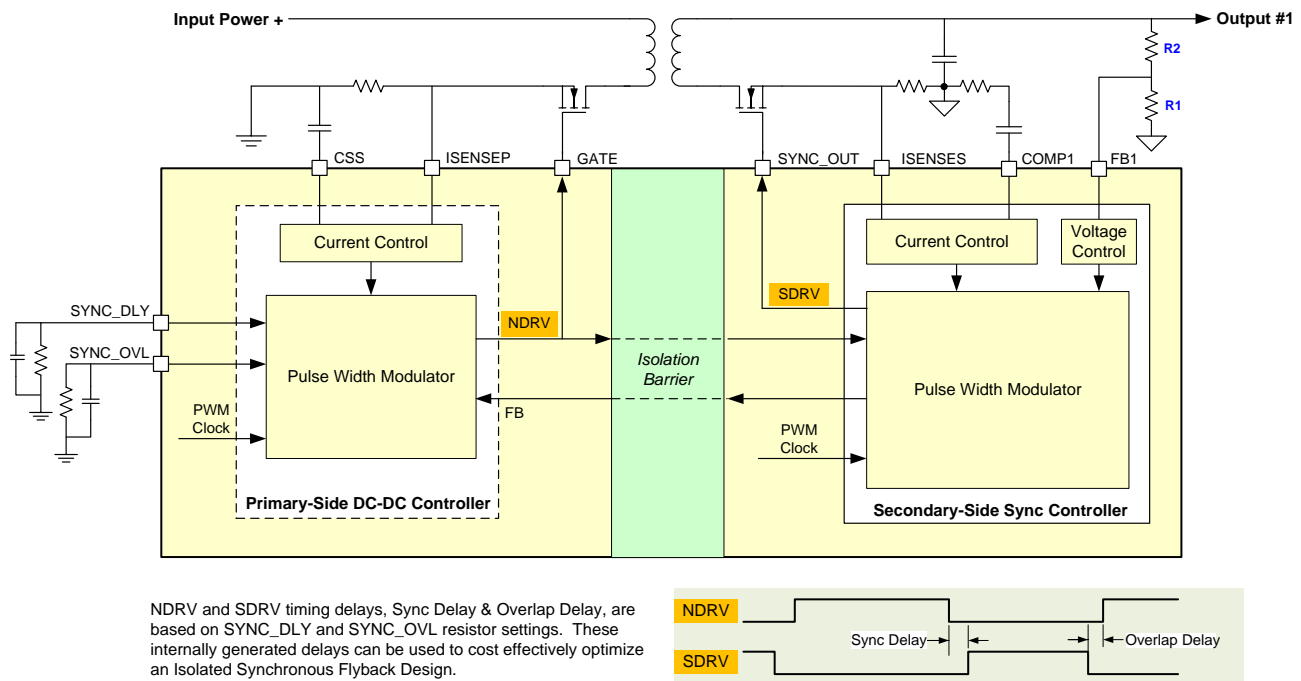 Input Power +
Output #1
R2
R1
CSS
ISENSEP
GATE
SYNC_OUT
ISENSES
COMP1
FB1
Current Control
Current Control
Voltage
Control
SYNC_DLY
SYNC_OVL
NDRV
SDRV
Pulse Width Modulator
Isolation
Barrier
Pulse Width Modulator
FB
PWM
Clock
PWM
Clock
Primary-Side DC-DC Controller
Secondary-Side Sync Controller
NDRV and SDRV timing delays, Sync Delay & Overlap Delay, are
based on SYNC_DLY and SYNC_OVL resistor settings. These
internally generated delays can be used to cost effectively optimize
an Isolated Synchronous Flyback Design.
NDRV
Sync Delay
Overlap Delay
SDRV